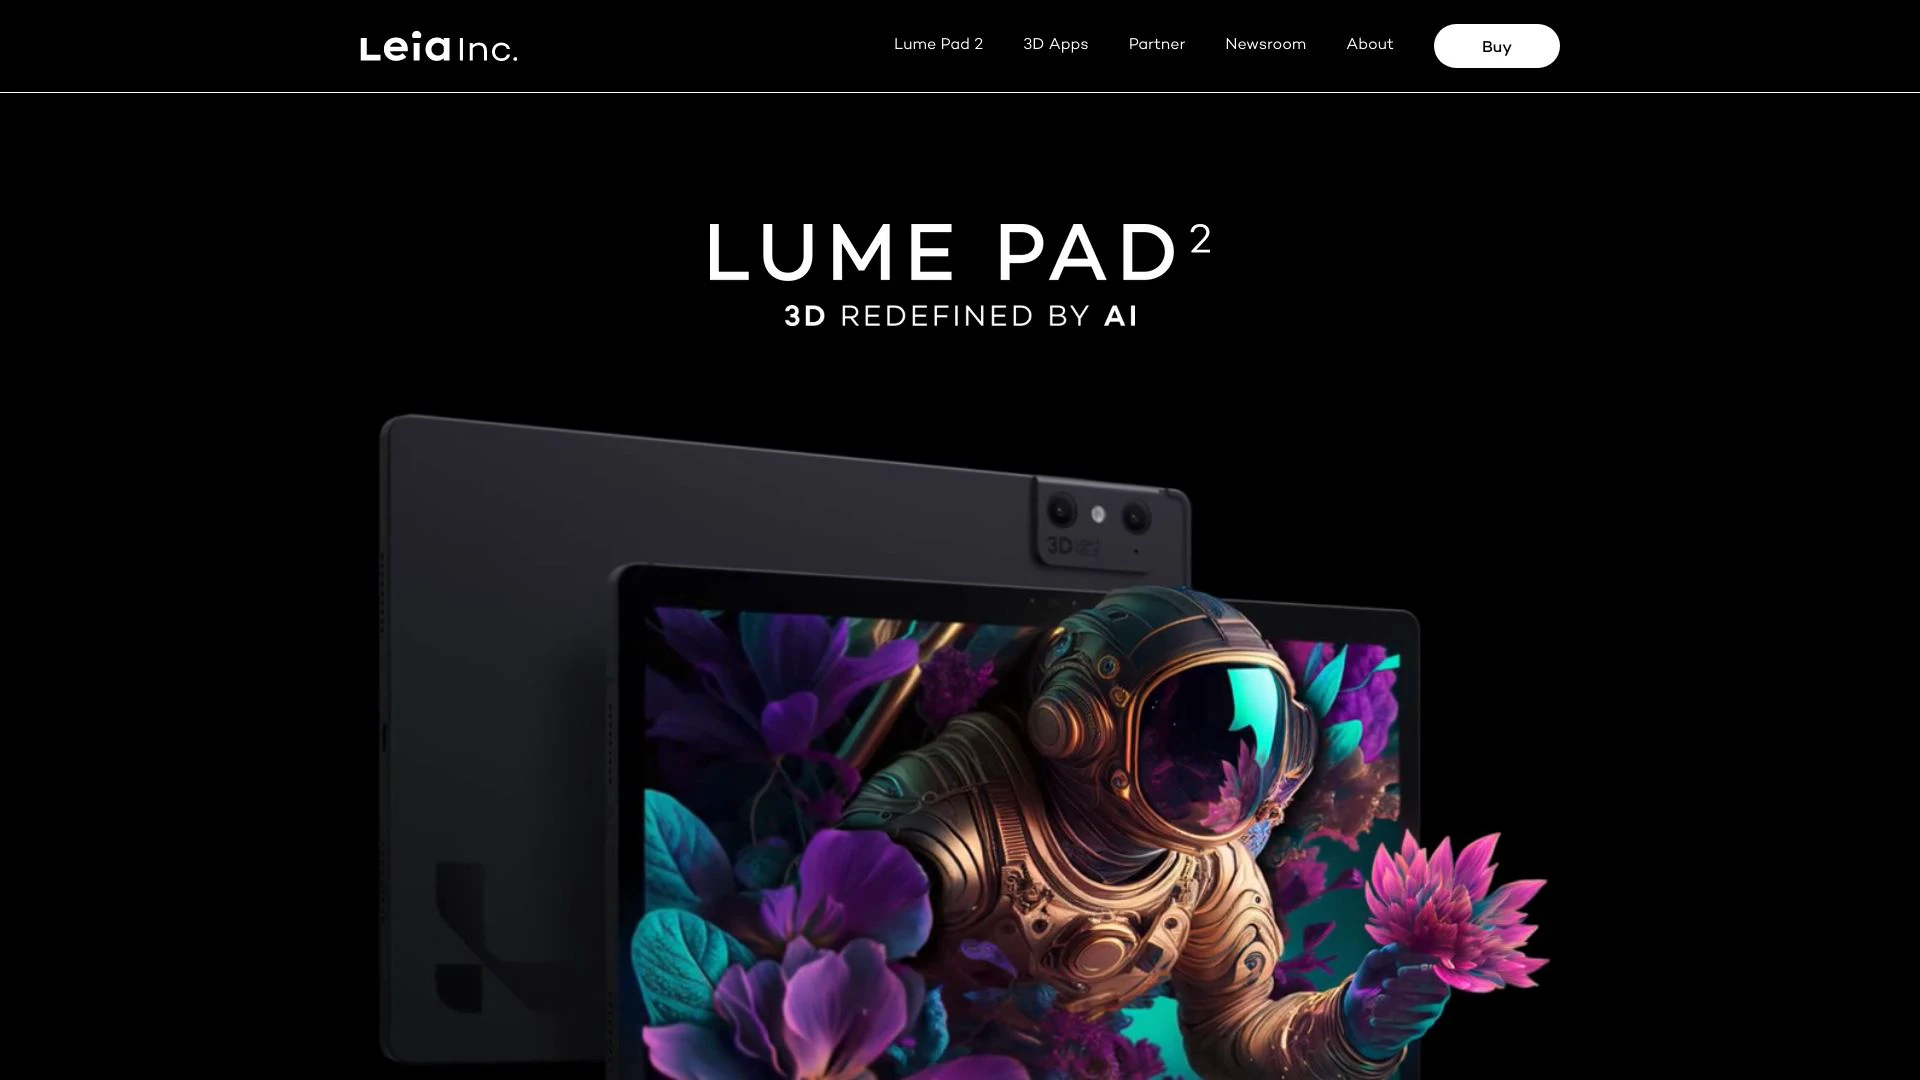 Leia Inc.
Lume Pad 2
3D Apps
Partner
Newsroom
About
Buy
LUME PAD 2
3D REDEFINED BY AI
3D